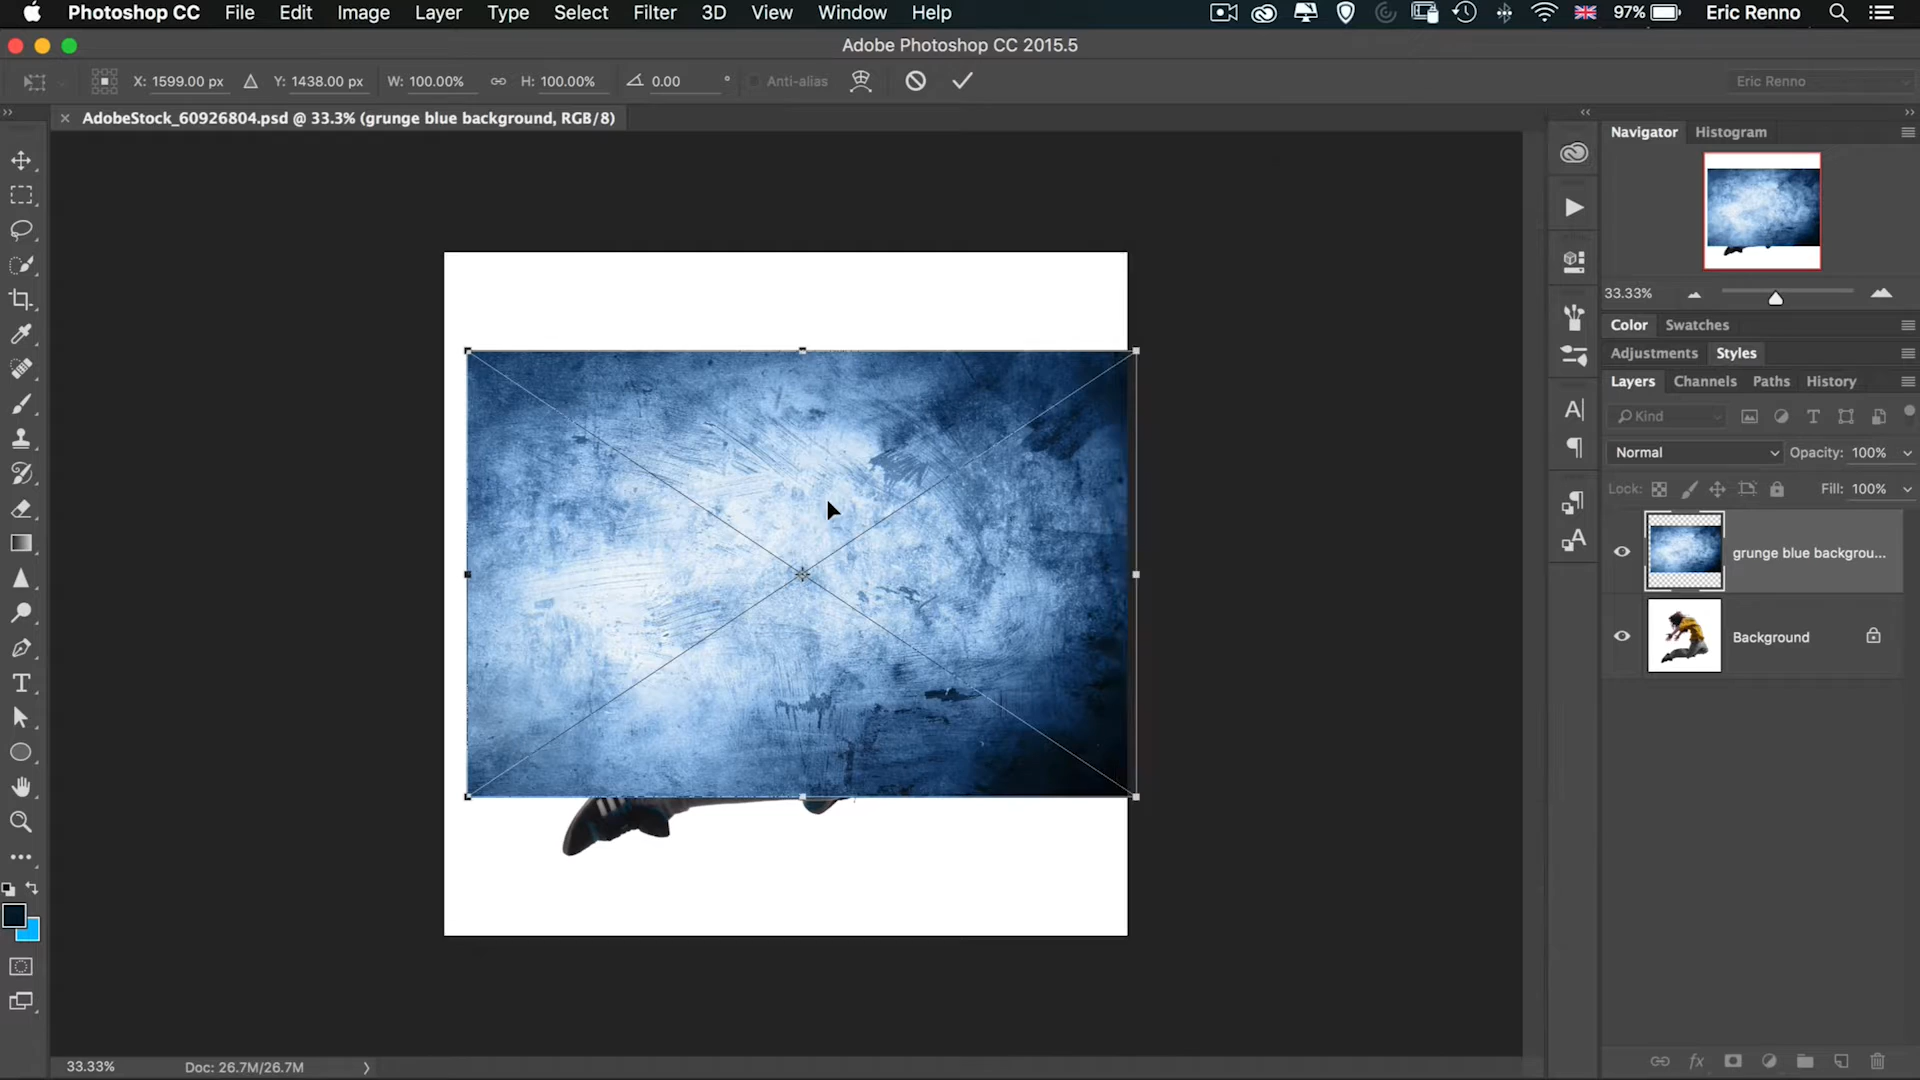 Photoshop CC File Edit Image Layer Type Select Filter 3D View Window Help 97% Eric Renno
Adobe Photoshop CC 2015.5
X: 1599.00 px Y: 1438.00 px W: 100.00% H: 100.00% 0.00 ° Anti-alias Eric Renno
AdobeStock_60926804.psd @ 33.3% (grunge blue background, RGB/8)
Navigator Histogram
33.33%
Color Swatches
Adjustments Styles
Layers Channels Paths History
Kind
Normal Opacity: 100%
Lock: Fill: 100%
grunge blue backgrou...
Background
33.33% Doc: 26.7M/26.7M